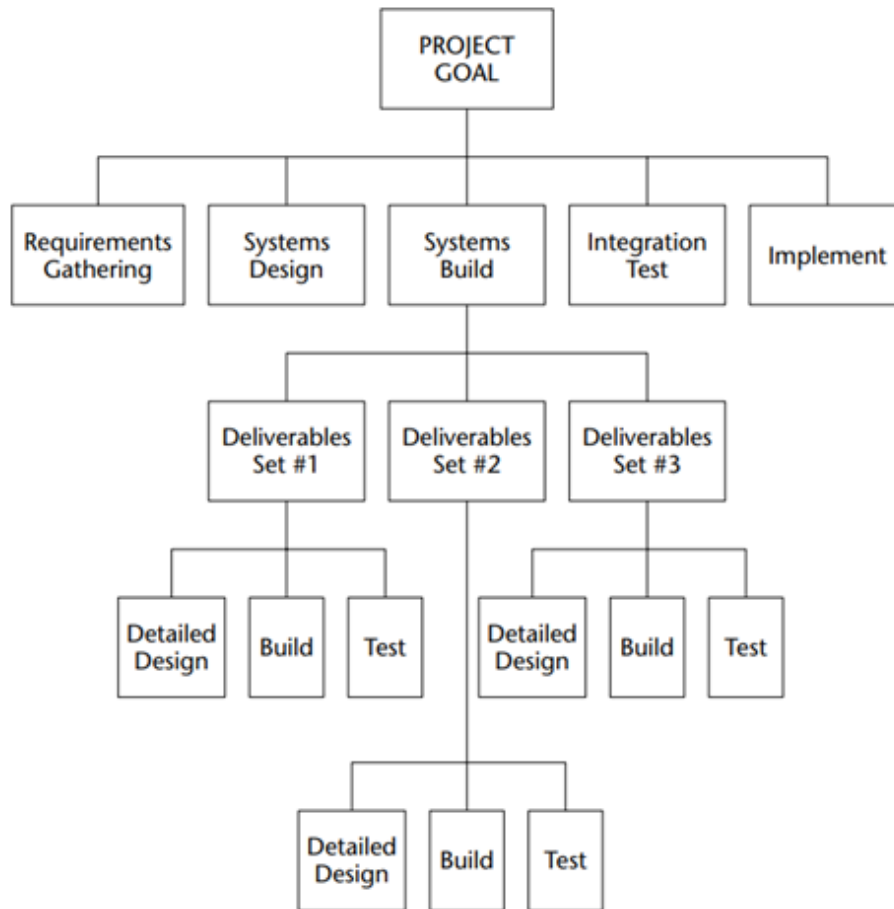 PROJECT
GOAL
Requirements
Gathering
Systems
Design
Systems
Build
Integration
Test
Implement
Deliverables
Set #1
Deliverables
Set #2
Deliverables
Set #3
Detailed
Design
Build
Test
Detailed
Design
Build
Test
Detailed
Design
Build
Test